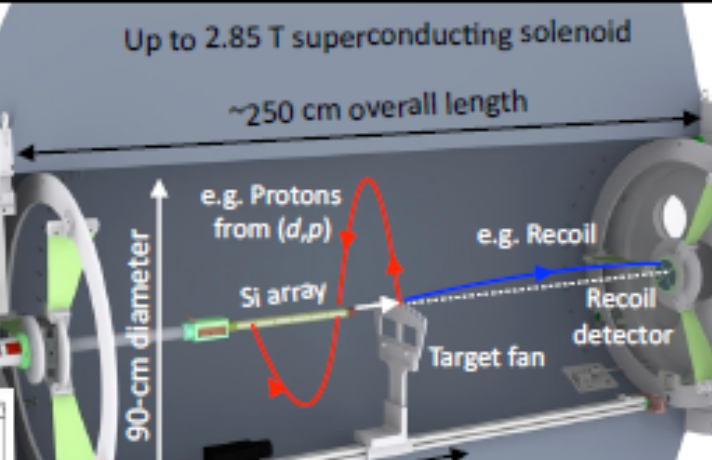 Up to 2.85 T superconducting solenoid
~250 cm overall length
e.g. Protons
from (d,p)
e.g. Recoil
Si array
90-cm diameter
Recoil
detector
Target fan